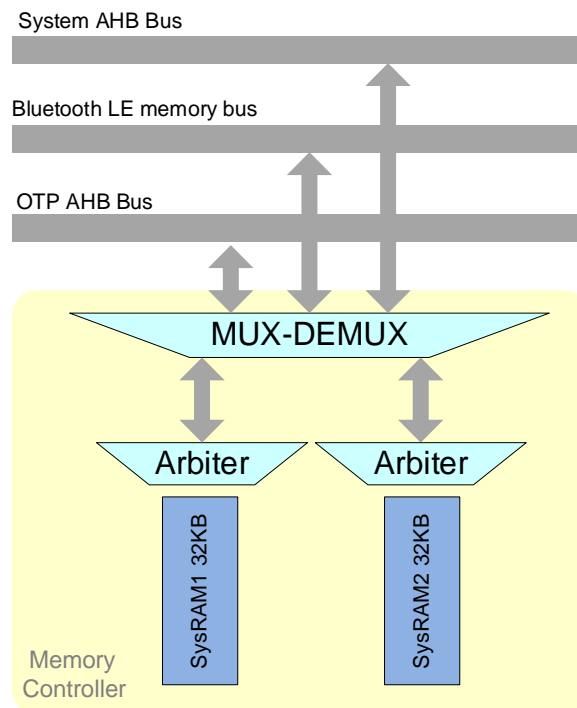 System AHB Bus
Bluetooth LE memory bus
OTP AHB Bus
MUX-DEMUX
Arbiter
Arbiter
SysRAM1 32KB
SysRAM2 32KB
Memory
Controller